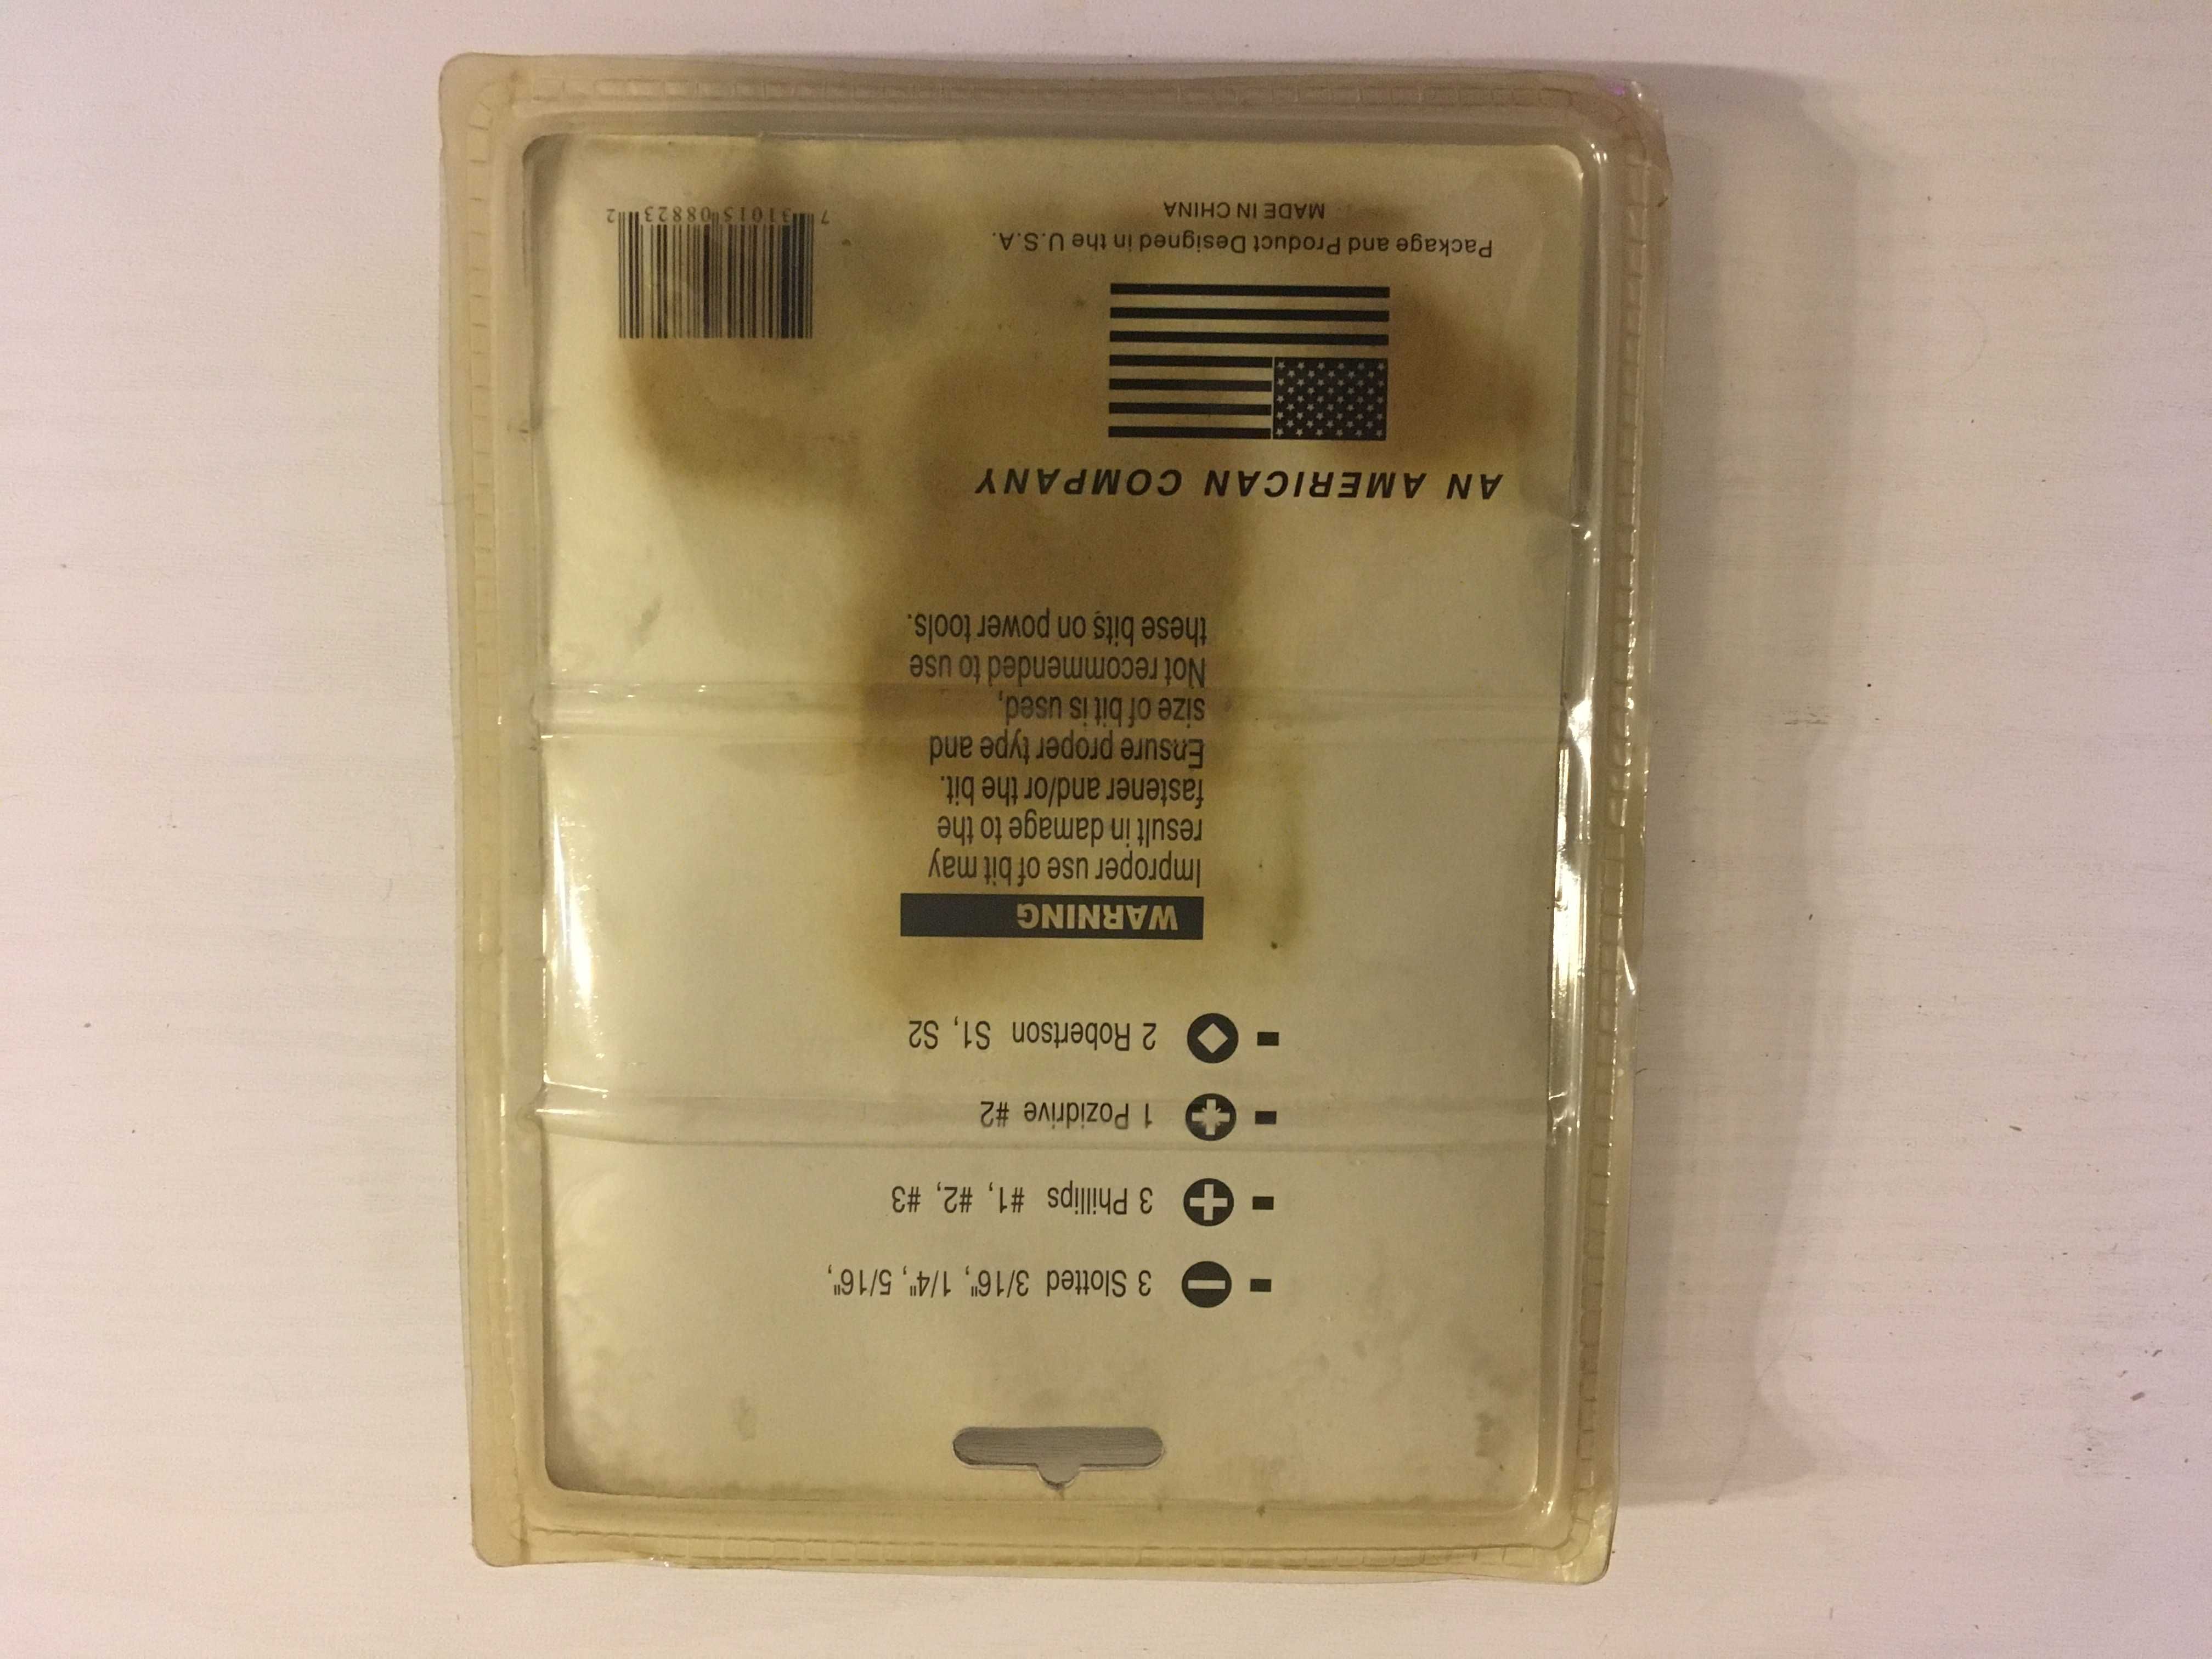 - 3 Slotted 3/16", 1/4", 5/16",
- 3 Phillips #1, #2, #3
- 1 Pozidrive #2
- 2 Robertson S1, S2
WARNING
Improper use of bit may
result in damage to the
fastener and/or the bit.
Ensure proper type and
size of bit is used,
Not recommended to use
these bits on power tools.
AN AMERICAN COMPANY
Package and Product Designed in the U.S.A.
MADE IN CHINA
7 31015 08823 2